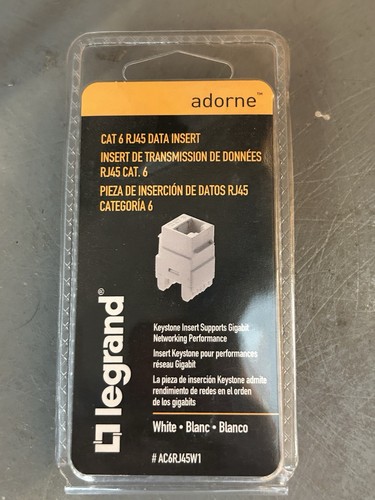 adorne™
CAT 6 RJ45 DATA INSERT
INSERT DE TRANSMISSION DE DONNÉES
RJ45 CAT. 6
PIEZA DE INSERCIÓN DE DATOS RJ45
CATEGORÍA 6
Keystone Insert Supports Gigabit
Networking Performance
Insert Keystone pour performances
réseau Gigabit
La pieza de inserción Keystone admite
rendimiento de redes en el orden
de los gigabits
White • Blanc • Blanco
# AC6RJ45W1
legrand®